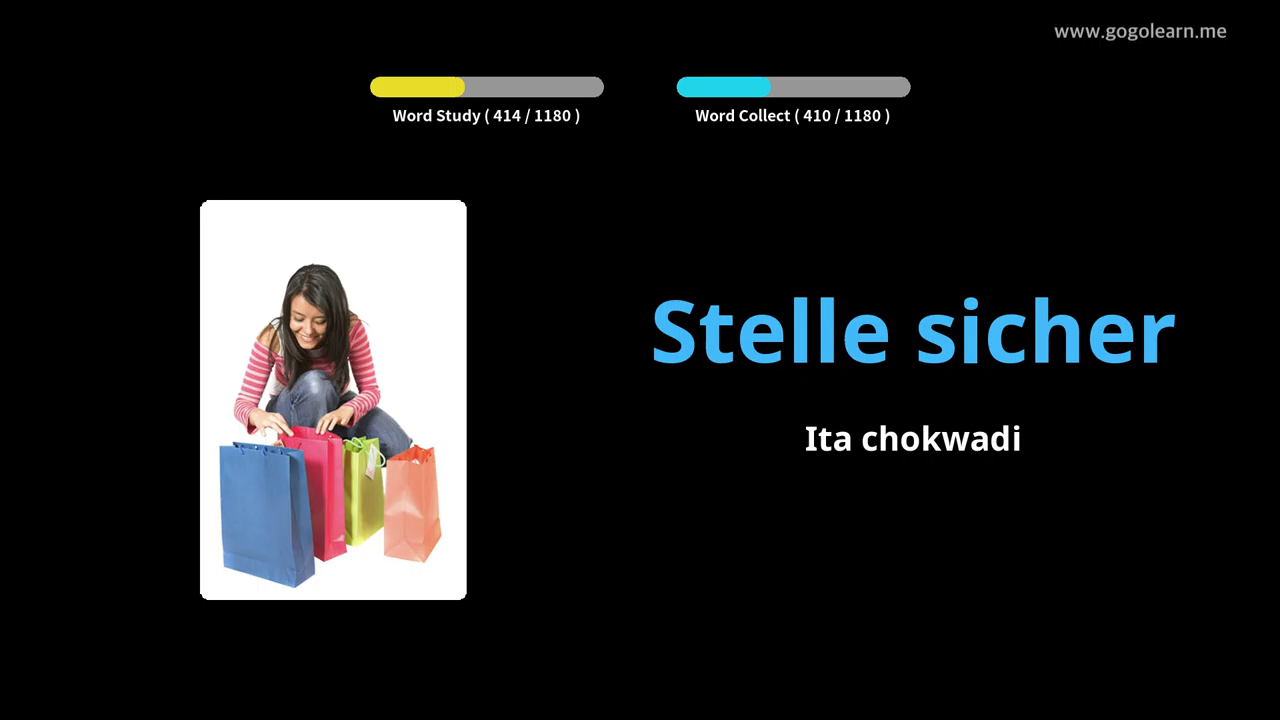 www.gogolearn.me
Word Study ( 414 / 1180 )
Word Collect ( 410 / 1180 )
Stelle sicher
Ita chokwadi